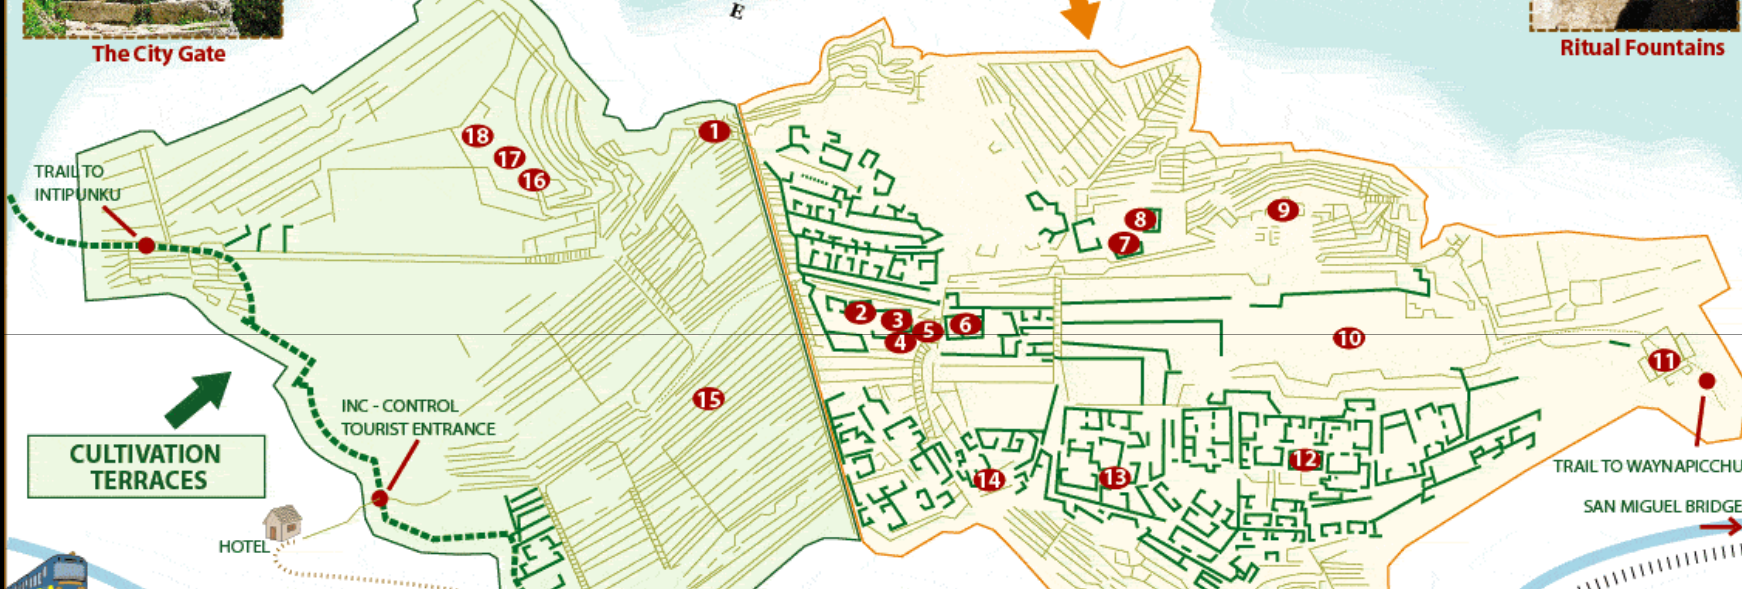 E
The City Gate
Ritual Fountains
1
18
17
16
TRAIL TO
INTIPUNKU
8
9
7
2
3
5
6
4
10
11
15
INC - CONTROL
TOURIST ENTRANCE
CULTIVATION
TERRACES
12
13
14
TRAIL TO WAYNAPICCHU
SAN MIGUEL BRIDGE
HOTEL